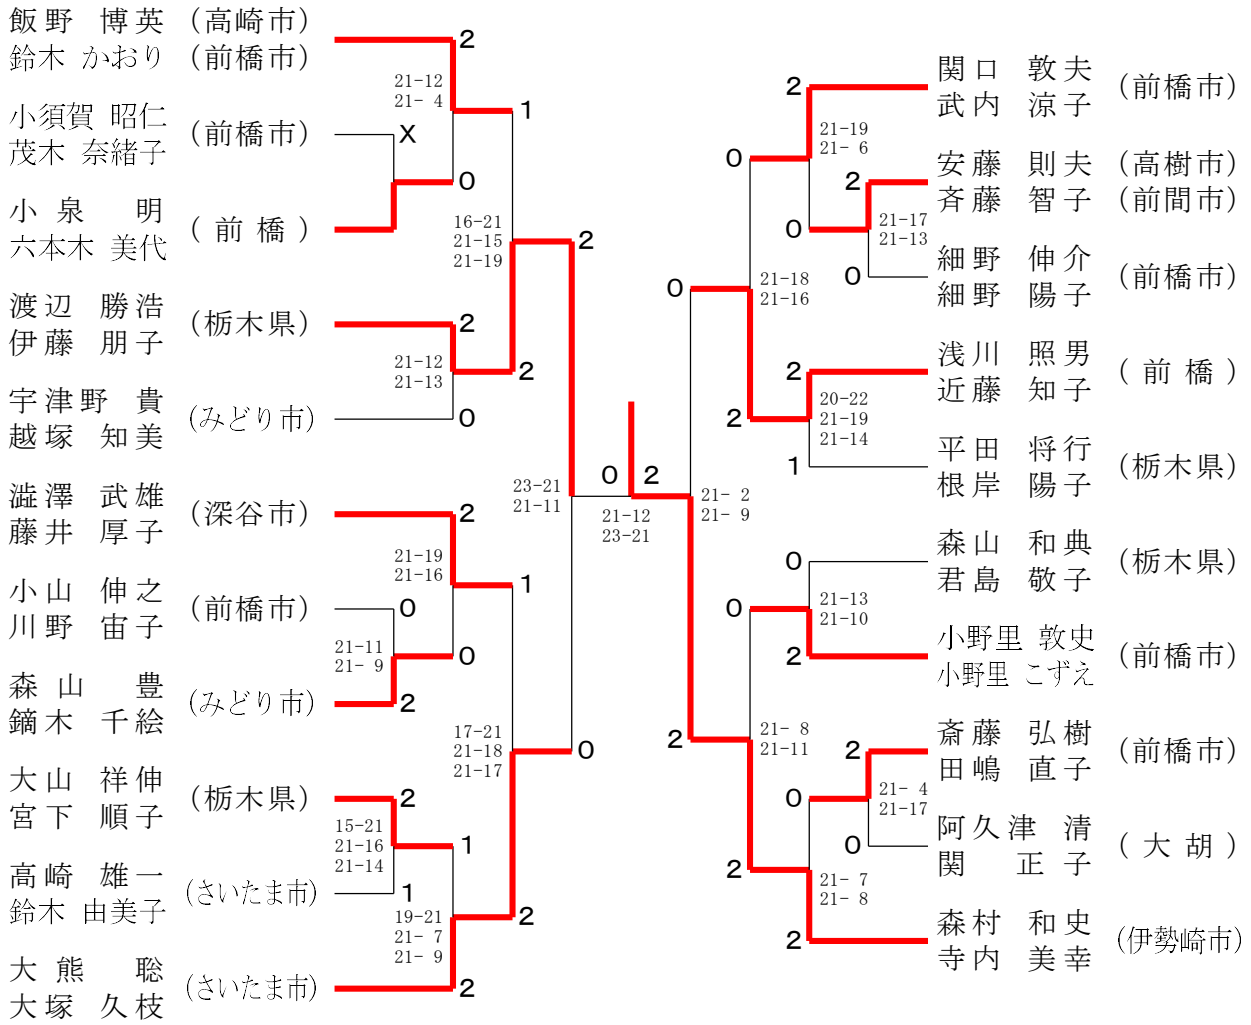 飯野 博英 (高崎市) 2
鈴木 かおり (前橋市)
21-12
21- 4
1
小須賀 昭仁 (前橋市) X
茂木 奈緒子
0
小泉 明 (前橋)
六本木 美代
16-21
21-15
21-19
2
渡辺 勝浩 (栃木県) 2
伊藤 朋子
21-12
21-13
2
宇津野 貴 (みどり市) 0
越塚 知美
23-21
21-11
澁澤 武雄 (深谷市) 2
藤井 厚子
21-19
21-16
1
小山 伸之 (前橋市) 0
川野 宙子
21-11
21- 9
0
森山 豊 (みどり市) 2
鏑木 千絵
17-21
21-18
21-17
0
大山 祥伸 (栃木県) 2
宮下 順子
15-21
21-16
21-14
1
高崎 雄一 (さいたま市) 1
鈴木 由美子
19-21
21- 7
21- 9
2
大熊 聡 (さいたま市) 2
大塚 久枝
0 2
21-12
23-21
2 関口 敦夫 (前橋市)
武内 涼子
21-19
21- 6
0
2 安藤 則夫 (高樹市)
斉藤 智子 (前間市)
0
21-17
21-13
0 細野 伸介 (前橋市)
細野 陽子
0
21-18
21-16
2 浅川 照男 (前橋)
近藤 知子
20-22
21-19
21-14
2
1 平田 将行 (栃木県)
根岸 陽子
21- 2
21- 9
0 森山 和典 (栃木県)
君島 敬子
21-13
21-10
0
2 小野里 敦史 (前橋市)
小野里 こずえ
2
21- 8
21-11
2 斎藤 弘樹 (前橋市)
田嶋 直子
0
21- 4
21-17
0 阿久津 清 (大胡)
関 正子
2
21- 7
21- 8
2 森村 和史 (伊勢崎市)
寺内 美幸